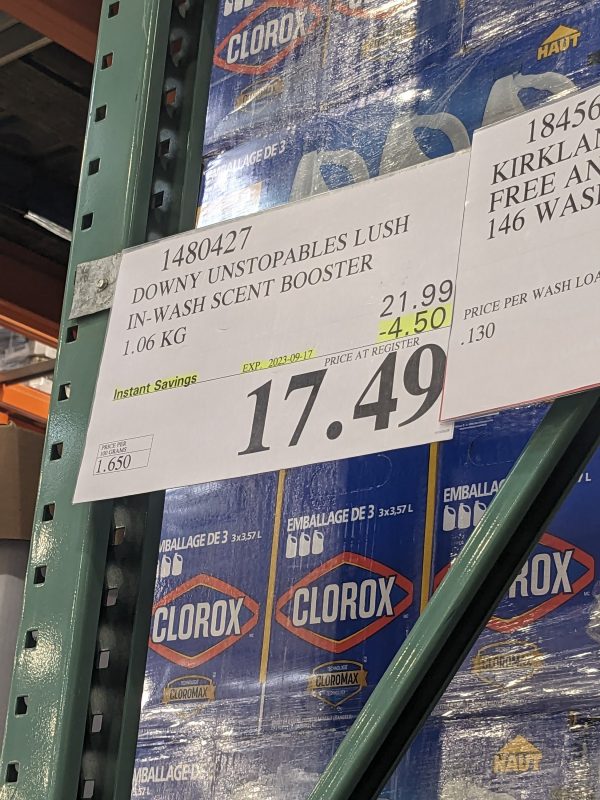 CLOROX
HAUT
EMBALLAGE DE 3
1480427
DOWNY UNSTOPABLES LUSH
IN-WASH SCENT BOOSTER
1.06 KG
21.99
-4.50
Instant Savings
EXP. 2023-09-17
PRICE AT REGISTER
17.49
PRICE PER
100 GRAMS
1.650
18456
KIRKLAN
FREE AN
146 WAS
PRICE PER WASH LOA
.130
EMBALLAGE DE 3 3x3,57 L
CLOROX
CLOROMAX
EMBALLAGE DE 3 3x3,57 L
CLOROX
TECHNOLOGY
CLOROMAX
EMBALLA
ROX
CLOROMAX
HAUT
EMBALLAGE